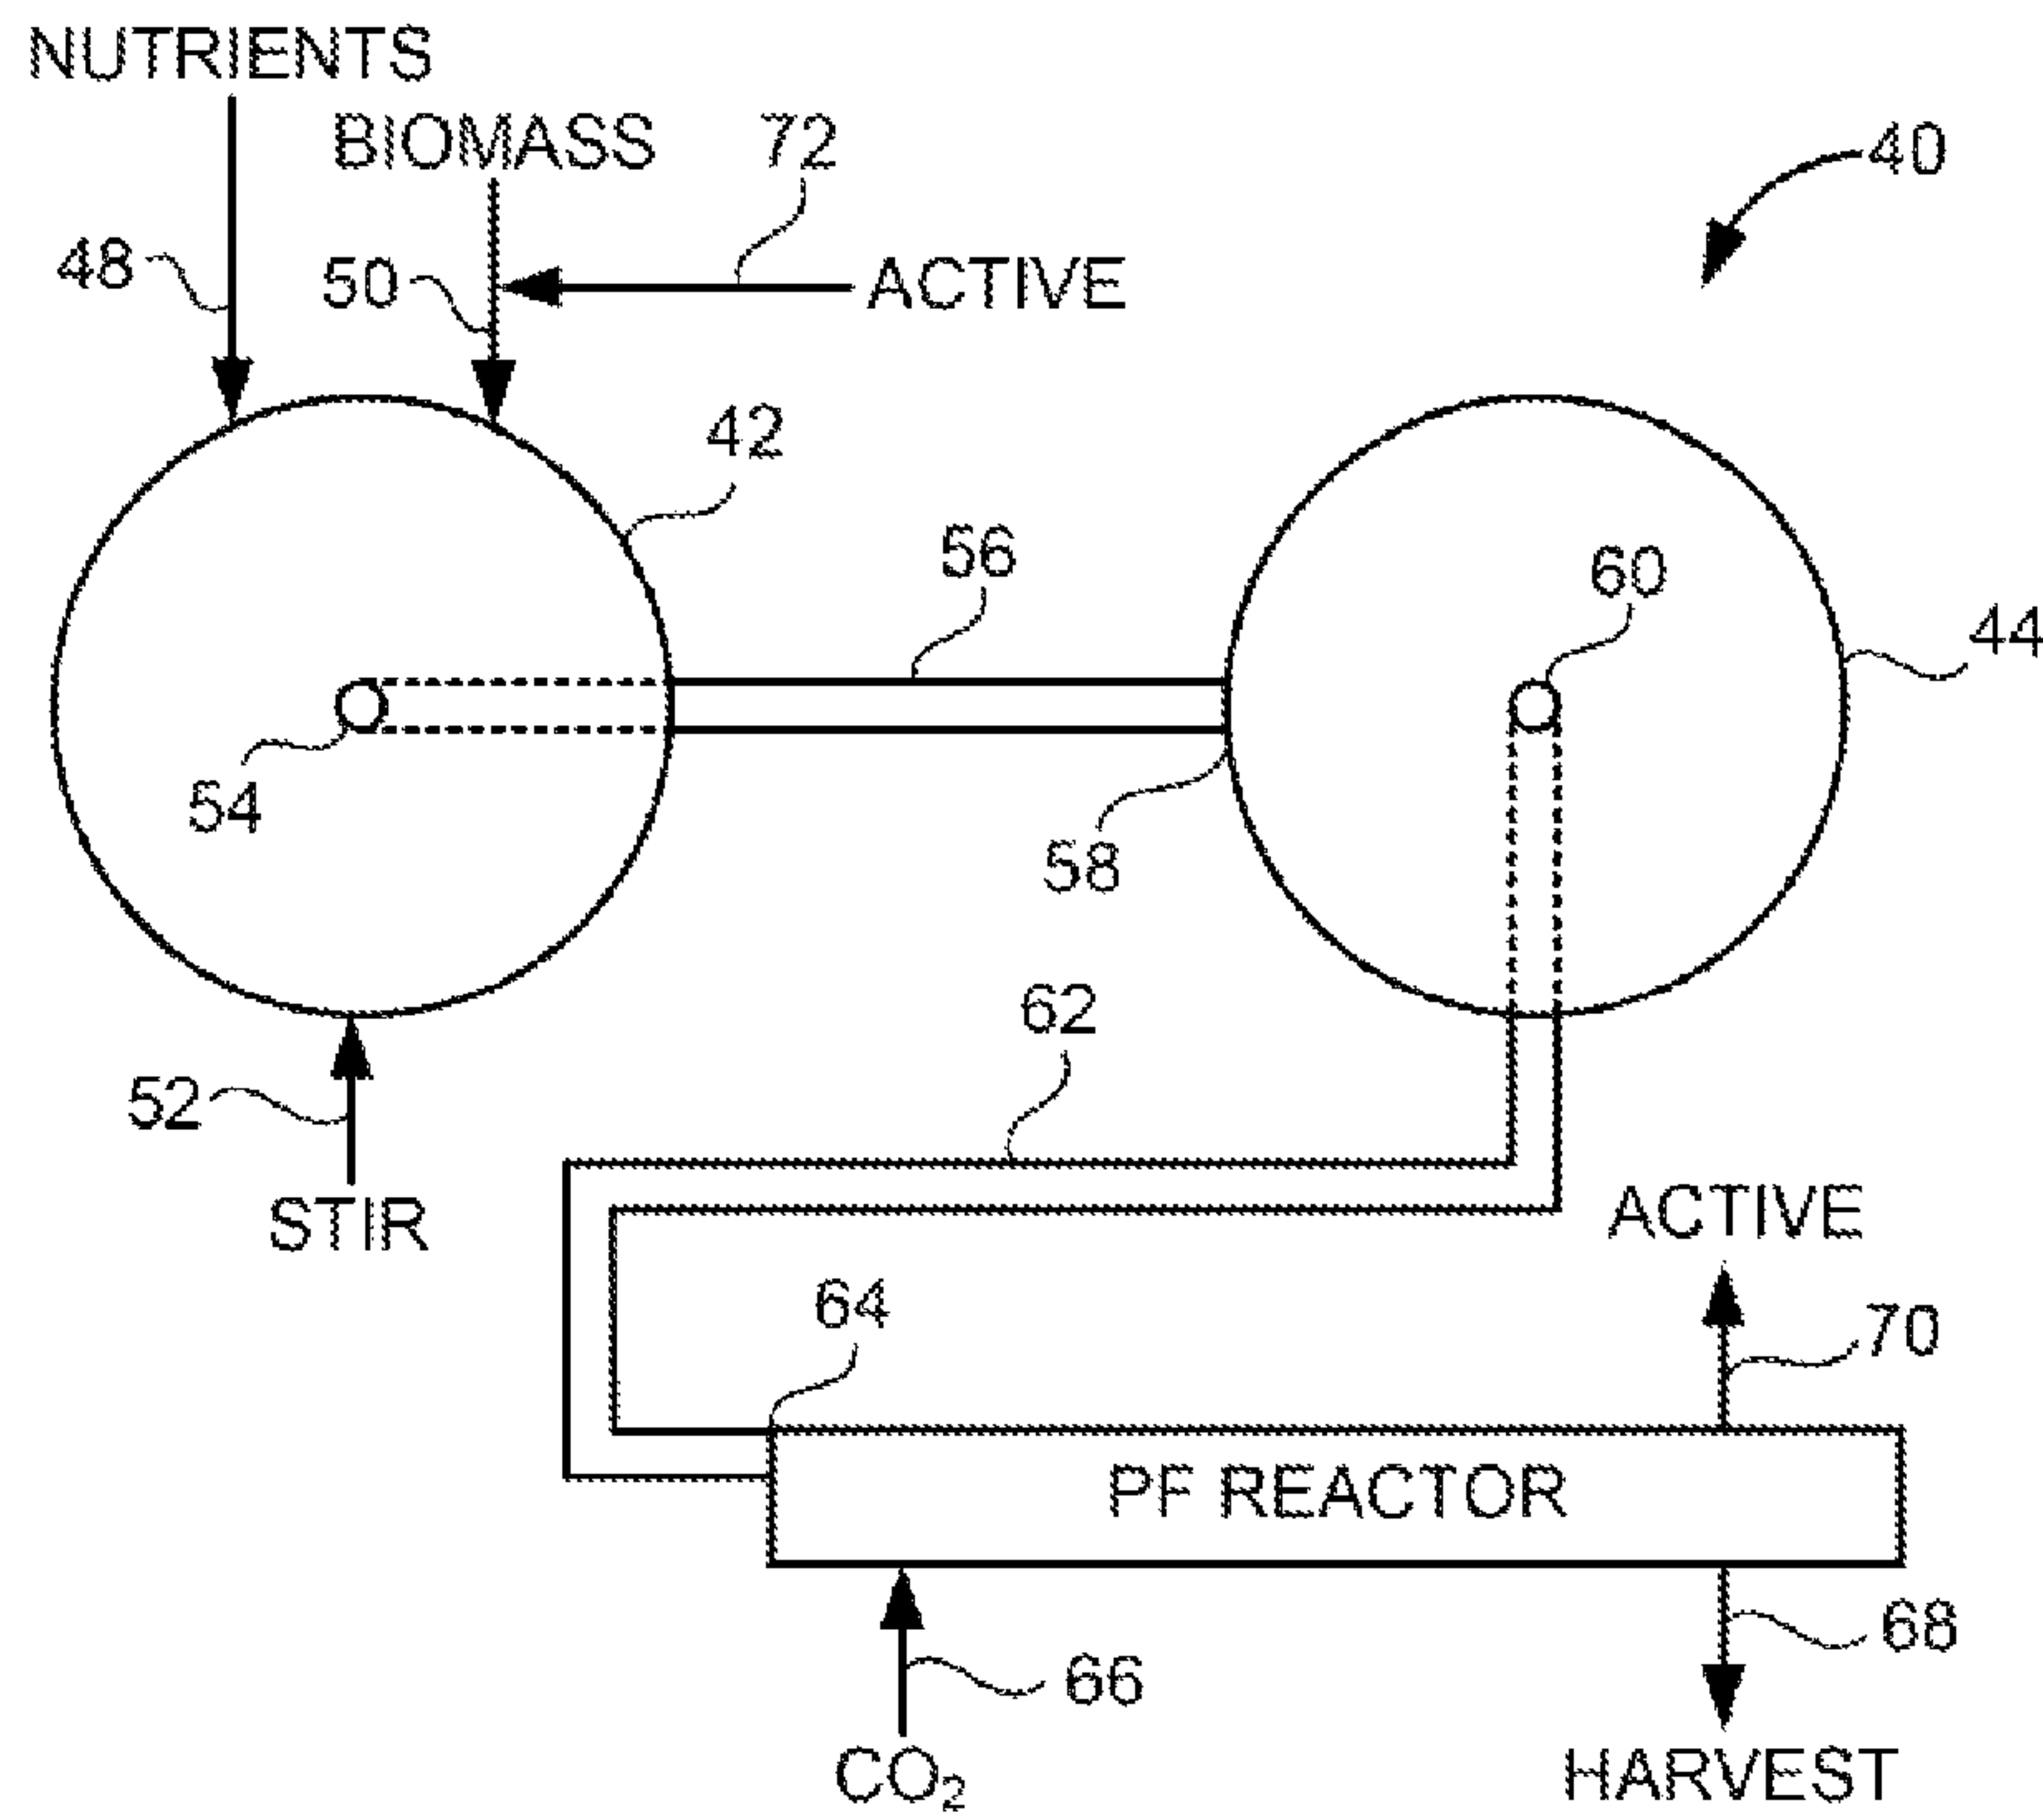 NUTRIENTS
BIOMASS
72
40
48
50
ACTIVE
42
56
60
44
54
58
62
52
STIR
ACTIVE
64
70
PF REACTOR
68
66
CO₂
HARVEST